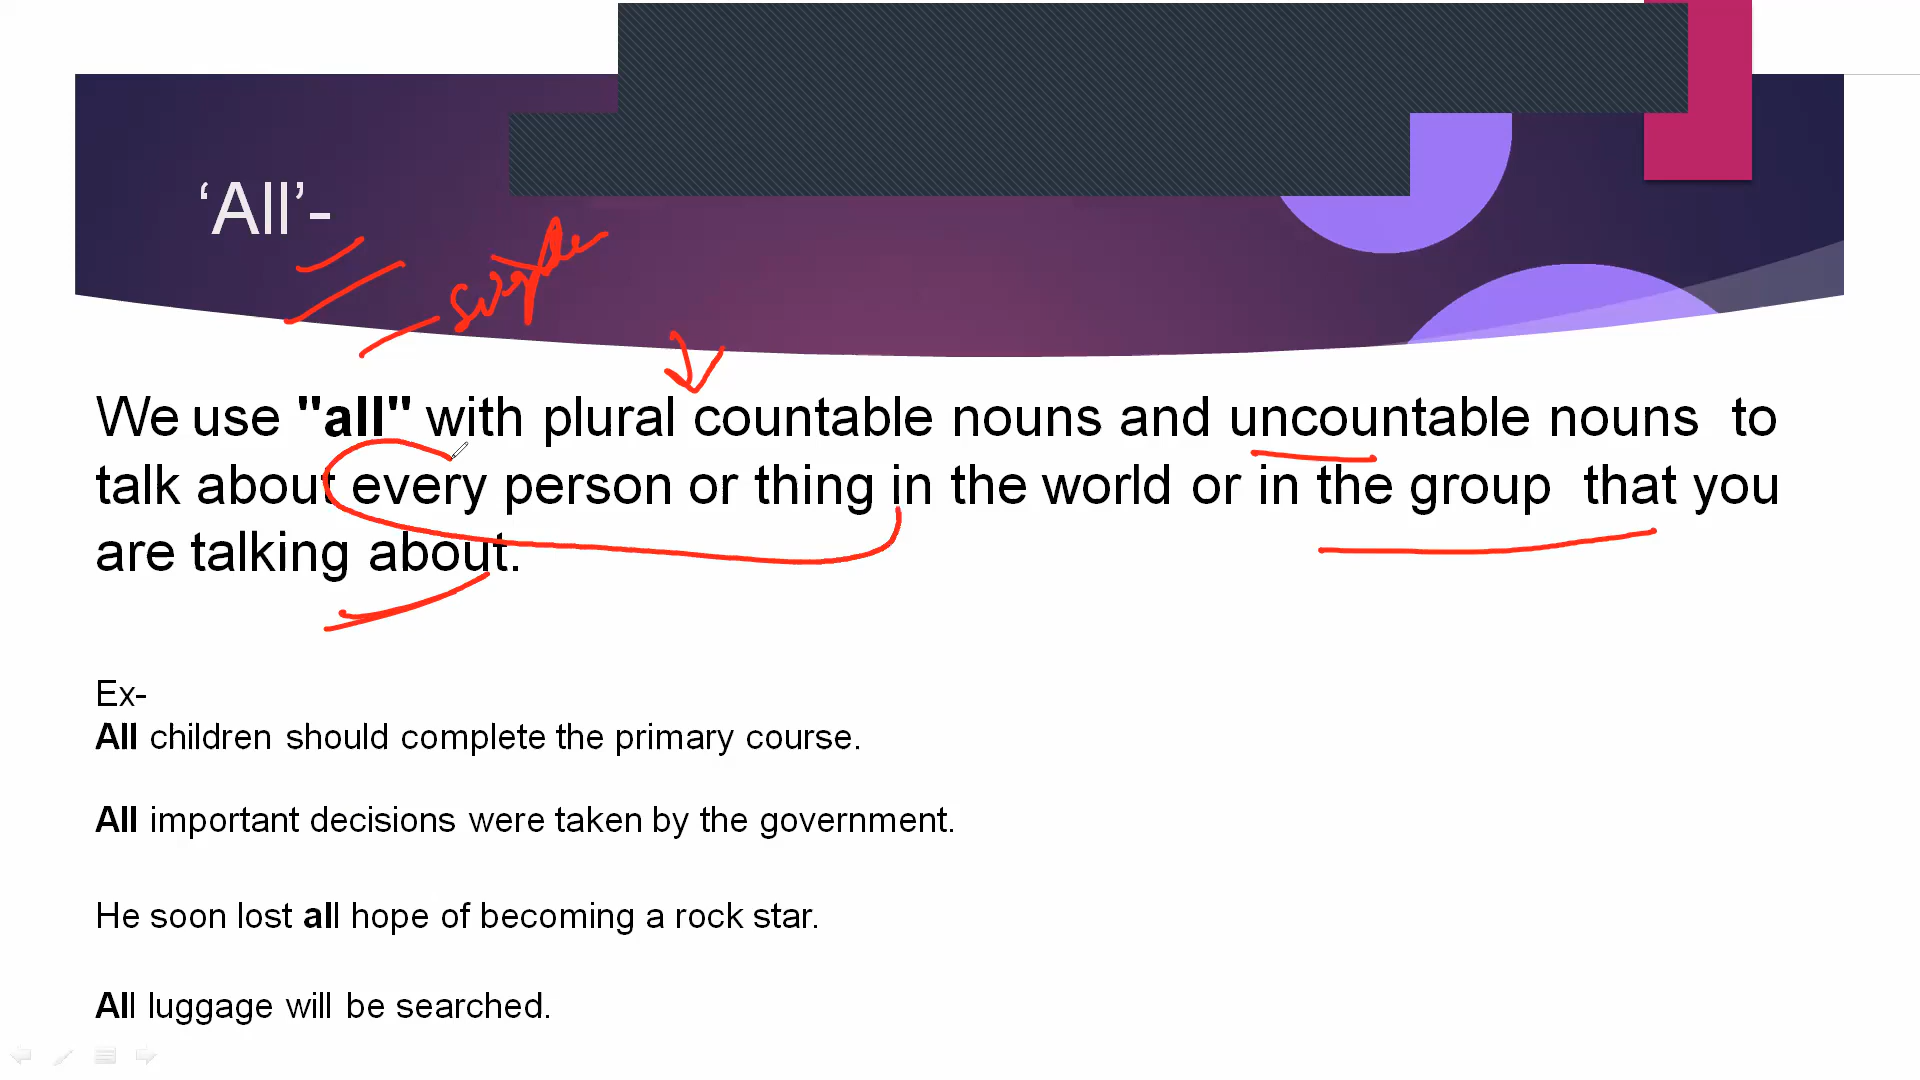 ‘All’-
We use "all" with plural countable nouns and uncountable nouns to
talk about every person or thing in the world or in the group that you
are talking about.
Ex-
All children should complete the primary course.
All important decisions were taken by the government.
He soon lost all hope of becoming a rock star.
All luggage will be searched.